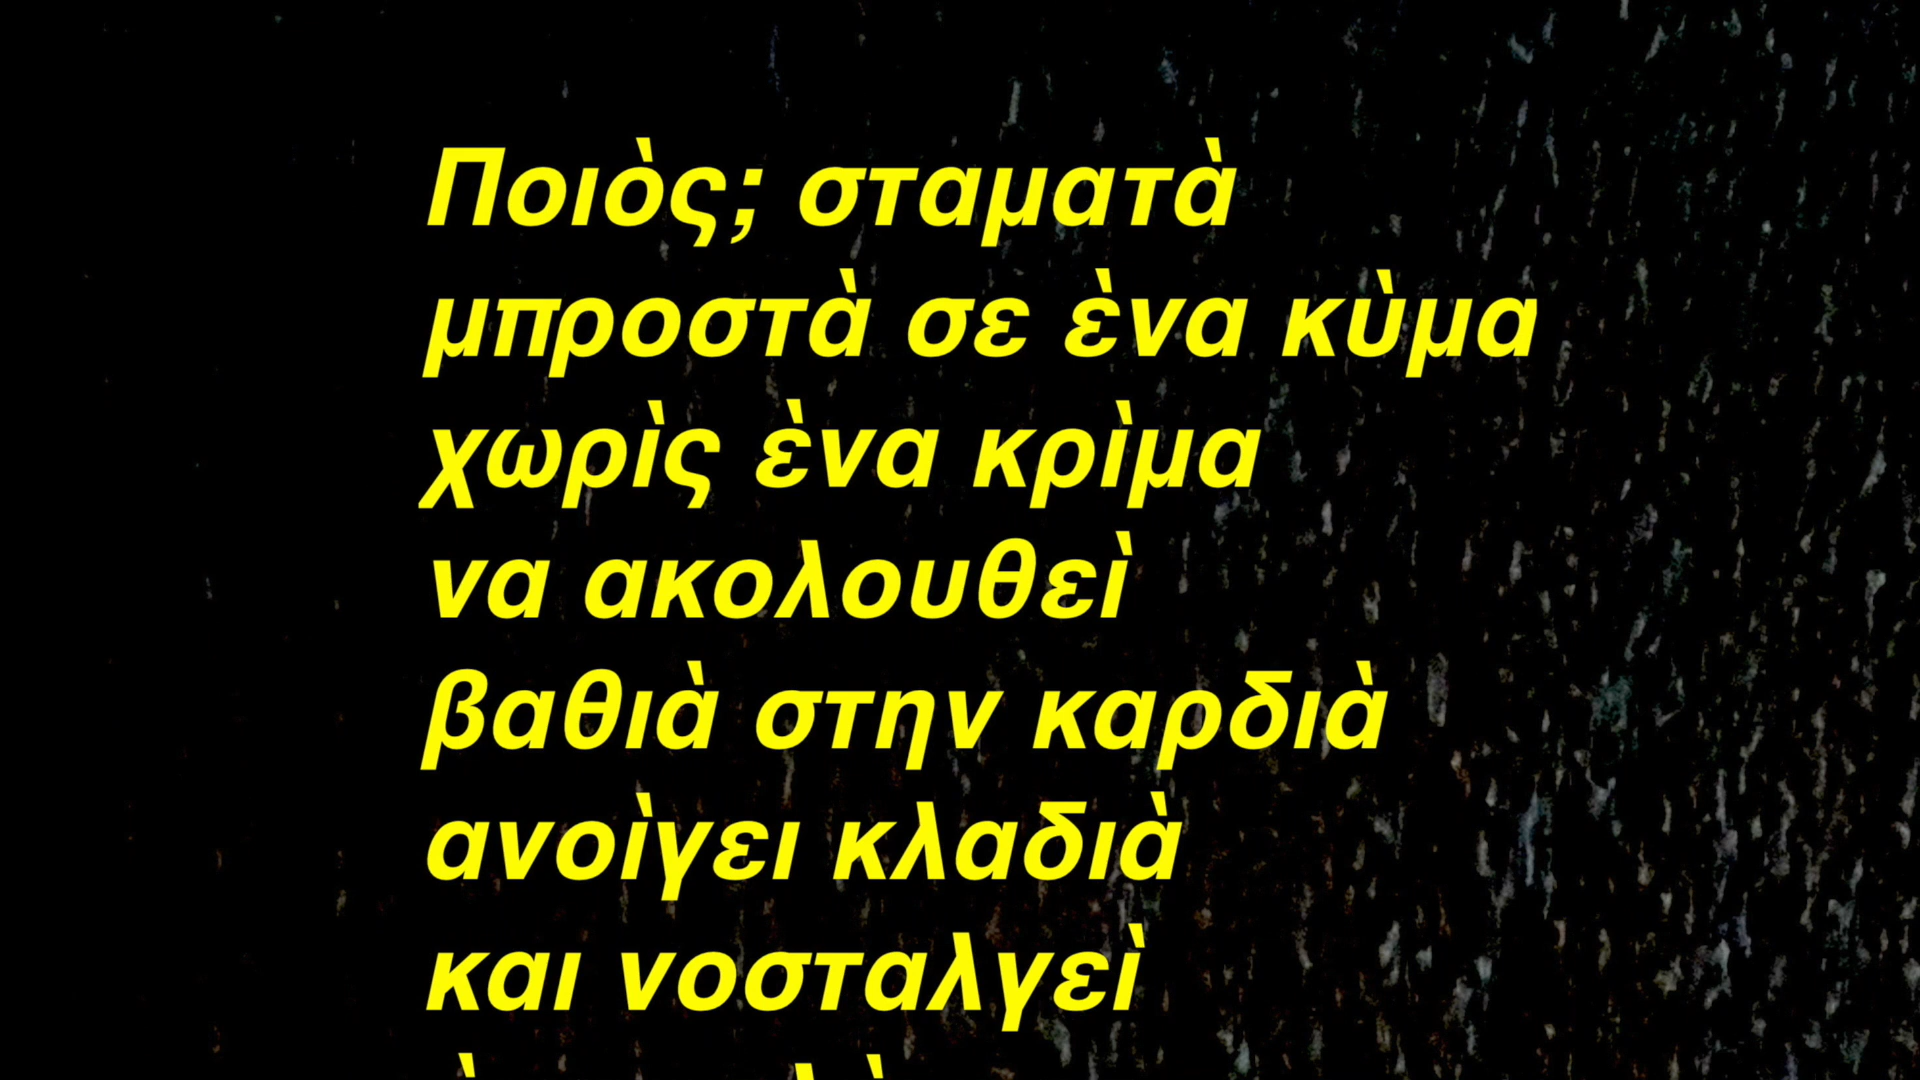 Ποιὸς; σταματὰ
μπροστὰ σε ὲνα κὺμα
χωρὶς ὲνα κρὶμα
να ακολουθεὶ
βαθιὰ στην καρδιὰ
ανοὶγει κλαδιὰ
και νοσταλγεὶ